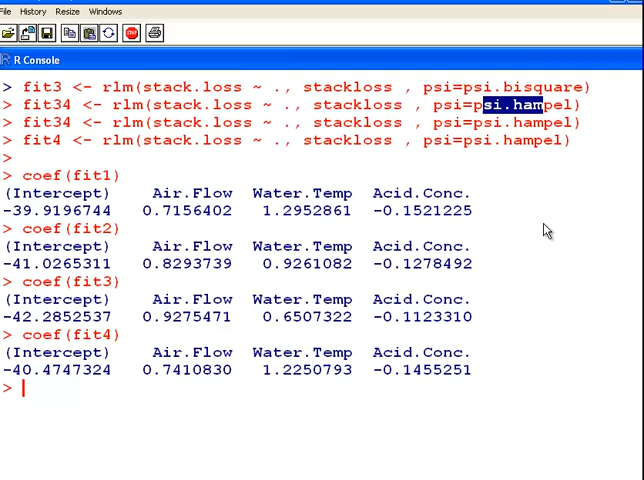 File History Resize Windows
STOP
R R Console
> fit3 <- rlm(stack.loss ~ ., stackloss , psi=psi.bisquare)
> fit34 <- rlm(stack.loss ~ ., stackloss , psi=psi.hampel)
> fit34 <- rlm(stack.loss ~ ., stackloss , psi=psi.hampel)
> fit4 <- rlm(stack.loss ~ ., stackloss , psi=psi.hampel)
>
> coef(fit1)
(Intercept) Air.Flow Water.Temp Acid.Conc.
-39.9196744 0.7156402 1.2952861 -0.1521225
> coef(fit2)
(Intercept) Air.Flow Water.Temp Acid.Conc.
-41.0265311 0.8293739 0.9261082 -0.1278492
> coef(fit3)
(Intercept) Air.Flow Water.Temp Acid.Conc.
-42.2852537 0.9275471 0.6507322 -0.1123310
> coef(fit4)
(Intercept) Air.Flow Water.Temp Acid.Conc.
-40.4747324 0.7410830 1.2250793 -0.1455251
>